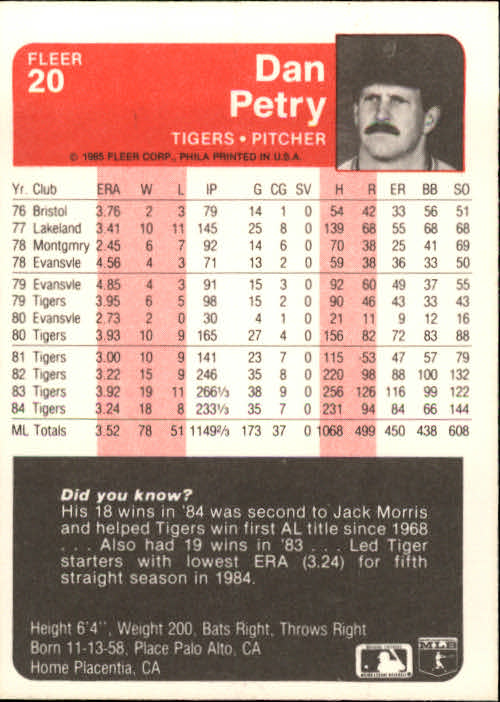 FLEER
20
Dan
Petry
TIGERS • PITCHER
© 1985 FLEER CORP., PHILA PRINTED IN U.S.A.
Yr. Club ERA W L IP G CG SV H R ER BB SO
76 Bristol 3.76 2 3 79 14 1 0 54 42 33 56 51
77 Lakeland 3.41 10 11 145 25 8 0 139 68 55 68 68
78 Montgmry 2.45 6 7 92 14 6 0 70 38 25 41 69
78 Evansvle 4.56 4 3 71 13 2 0 59 38 36 33 50
79 Evansvle 4.85 4 3 91 15 3 0 92 60 49 37 55
79 Tigers 3.95 6 5 98 15 2 0 90 46 43 33 43
80 Evansvle 2.73 2 0 30 4 1 0 21 11 9 12 16
80 Tigers 3.93 10 9 165 27 4 0 156 82 72 83 88
81 Tigers 3.00 10 9 141 23 7 0 115 53 47 57 79
82 Tigers 3.22 15 9 246 35 8 0 220 98 88 100 132
83 Tigers 3.92 19 11 266⅓ 38 9 0 256 126 116 99 122
84 Tigers 3.24 18 8 233⅓ 35 7 0 231 94 84 66 144
ML Totals 3.52 78 51 1149⅔ 173 37 0 1068 499 450 438 608
Did you know?
His 18 wins in '84 was second to Jack Morris
and helped Tigers win first AL title since 1968
. . . Also had 19 wins in '83 . . . Led Tiger
starters with lowest ERA (3.24) for fifth
straight season in 1984.
Height 6'4", Weight 200, Bats Right, Throws Right
Born 11-13-58, Place Palo Alto, CA
Home Placentia, CA